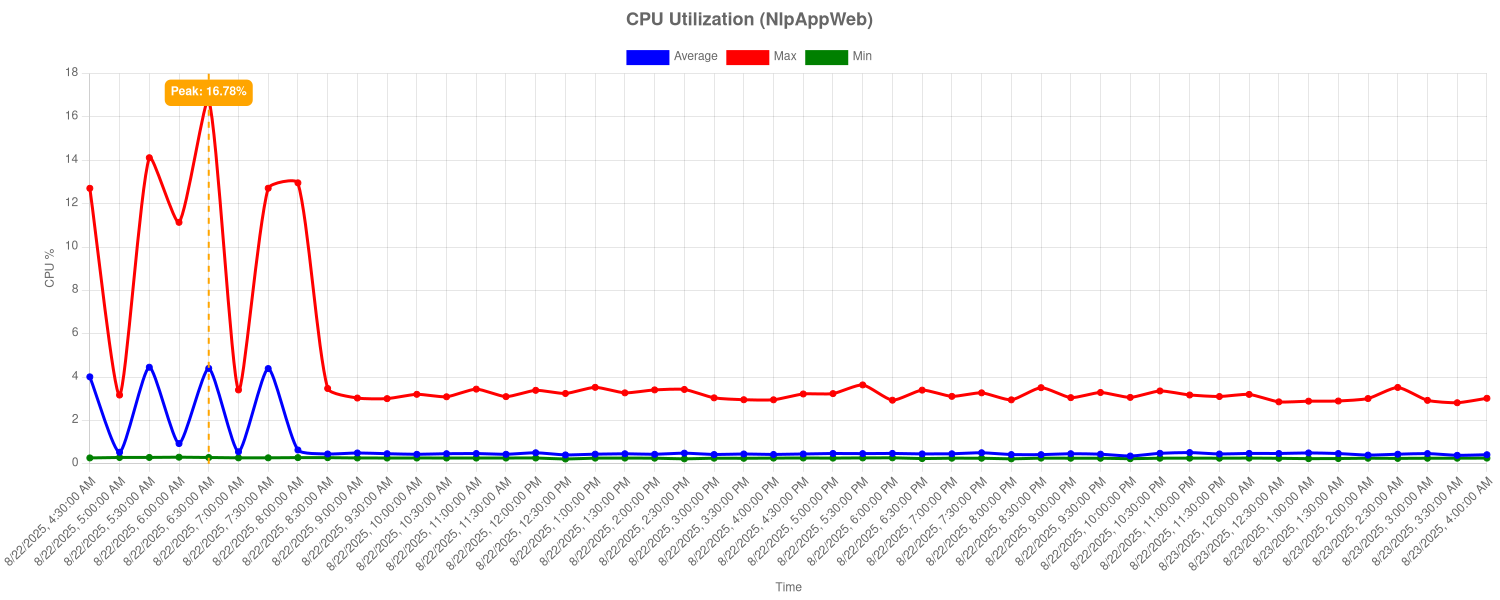 CPU Utilization (NlpAppWeb)
Average Max Min
Peak: 16.78%
18
16
14
12
10
8
6
4
2
0
CPU %
8/22/2025, 4:30:00 AM
8/22/2025, 5:00:00 AM
8/22/2025, 5:30:00 AM
8/22/2025, 6:00:00 AM
8/22/2025, 6:30:00 AM
8/22/2025, 7:00:00 AM
8/22/2025, 7:30:00 AM
8/22/2025, 8:00:00 AM
8/22/2025, 8:30:00 AM
8/22/2025, 9:00:00 AM
8/22/2025, 9:30:00 AM
8/22/2025, 10:00:00 AM
8/22/2025, 10:30:00 AM
8/22/2025, 11:00:00 AM
8/22/2025, 11:30:00 AM
8/22/2025, 12:00:00 PM
8/22/2025, 12:30:00 PM
8/22/2025, 1:00:00 PM
8/22/2025, 1:30:00 PM
8/22/2025, 2:00:00 PM
8/22/2025, 2:30:00 PM
8/22/2025, 3:00:00 PM
8/22/2025, 3:30:00 PM
8/22/2025, 4:00:00 PM
8/22/2025, 4:30:00 PM
8/22/2025, 5:00:00 PM
8/22/2025, 5:30:00 PM
8/22/2025, 6:00:00 PM
8/22/2025, 6:30:00 PM
8/22/2025, 7:00:00 PM
8/22/2025, 7:30:00 PM
8/22/2025, 8:00:00 PM
8/22/2025, 8:30:00 PM
8/22/2025, 9:00:00 PM
8/22/2025, 9:30:00 PM
8/22/2025, 10:00:00 PM
8/22/2025, 10:30:00 PM
8/22/2025, 11:00:00 PM
8/22/2025, 11:30:00 PM
8/23/2025, 12:00:00 AM
8/23/2025, 12:30:00 AM
8/23/2025, 1:00:00 AM
8/23/2025, 1:30:00 AM
8/23/2025, 2:00:00 AM
8/23/2025, 2:30:00 AM
8/23/2025, 3:00:00 AM
8/23/2025, 3:30:00 AM
8/23/2025, 4:00:00 AM
Time